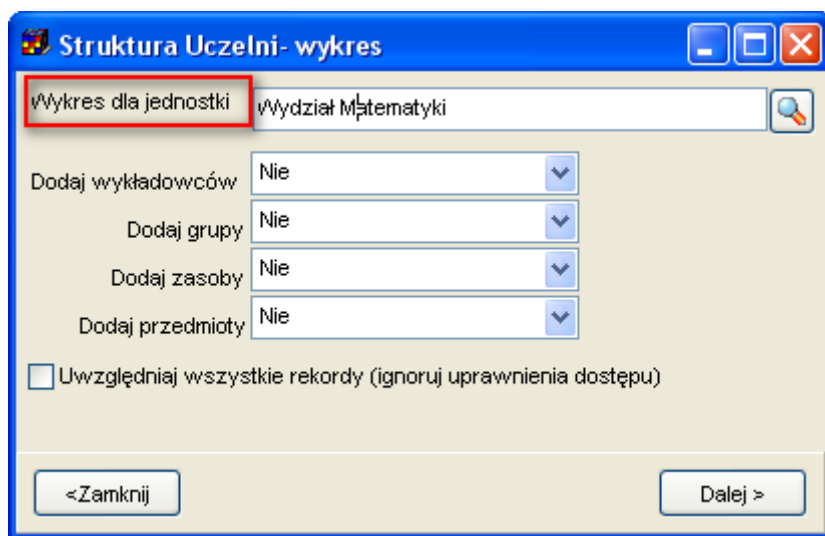 Struktura Uczelni- wykres
Wykres dla jednostki Wydział Matematyki
Dodaj wykładowców Nie
Dodaj grupy Nie
Dodaj zasoby Nie
Dodaj przedmioty Nie
Uwzględniaj wszystkie rekordy (ignoruj uprawnienia dostępu)
<Zamknij Dalej >